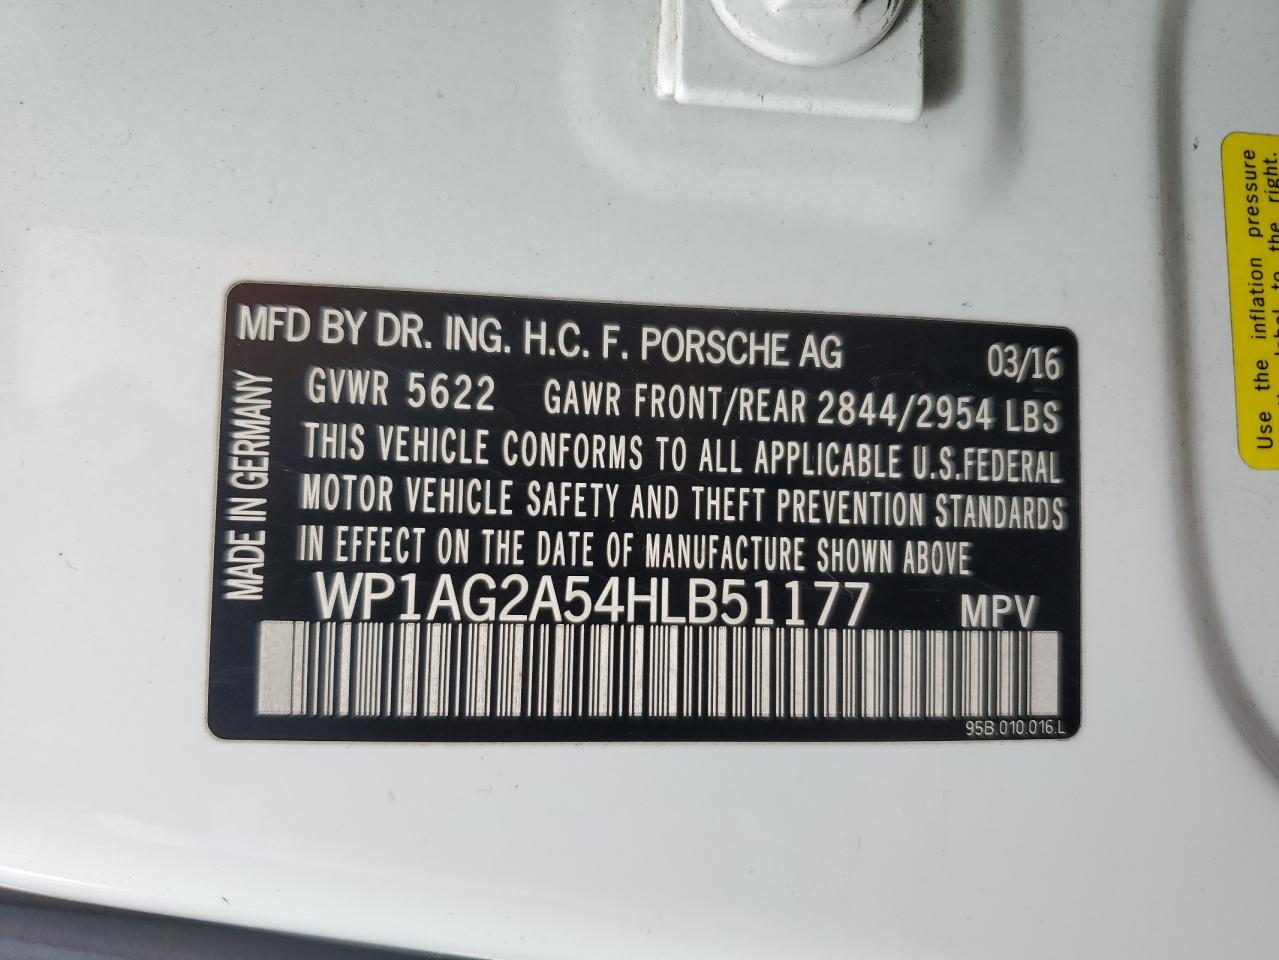 MFD BY DR. ING. H.C. F. PORSCHE AG 03/16
GVWR 5622 GAWR FRONT/REAR 2844/2954 LBS
THIS VEHICLE CONFORMS TO ALL APPLICABLE U.S.FEDERAL
MOTOR VEHICLE SAFETY AND THEFT PREVENTION STANDARDS
IN EFFECT ON THE DATE OF MANUFACTURE SHOWN ABOVE
MADE IN GERMANY
WP1AG2A54HLB51177 MPV
95B.010.016.L
Use the inflation pressure
to the right.